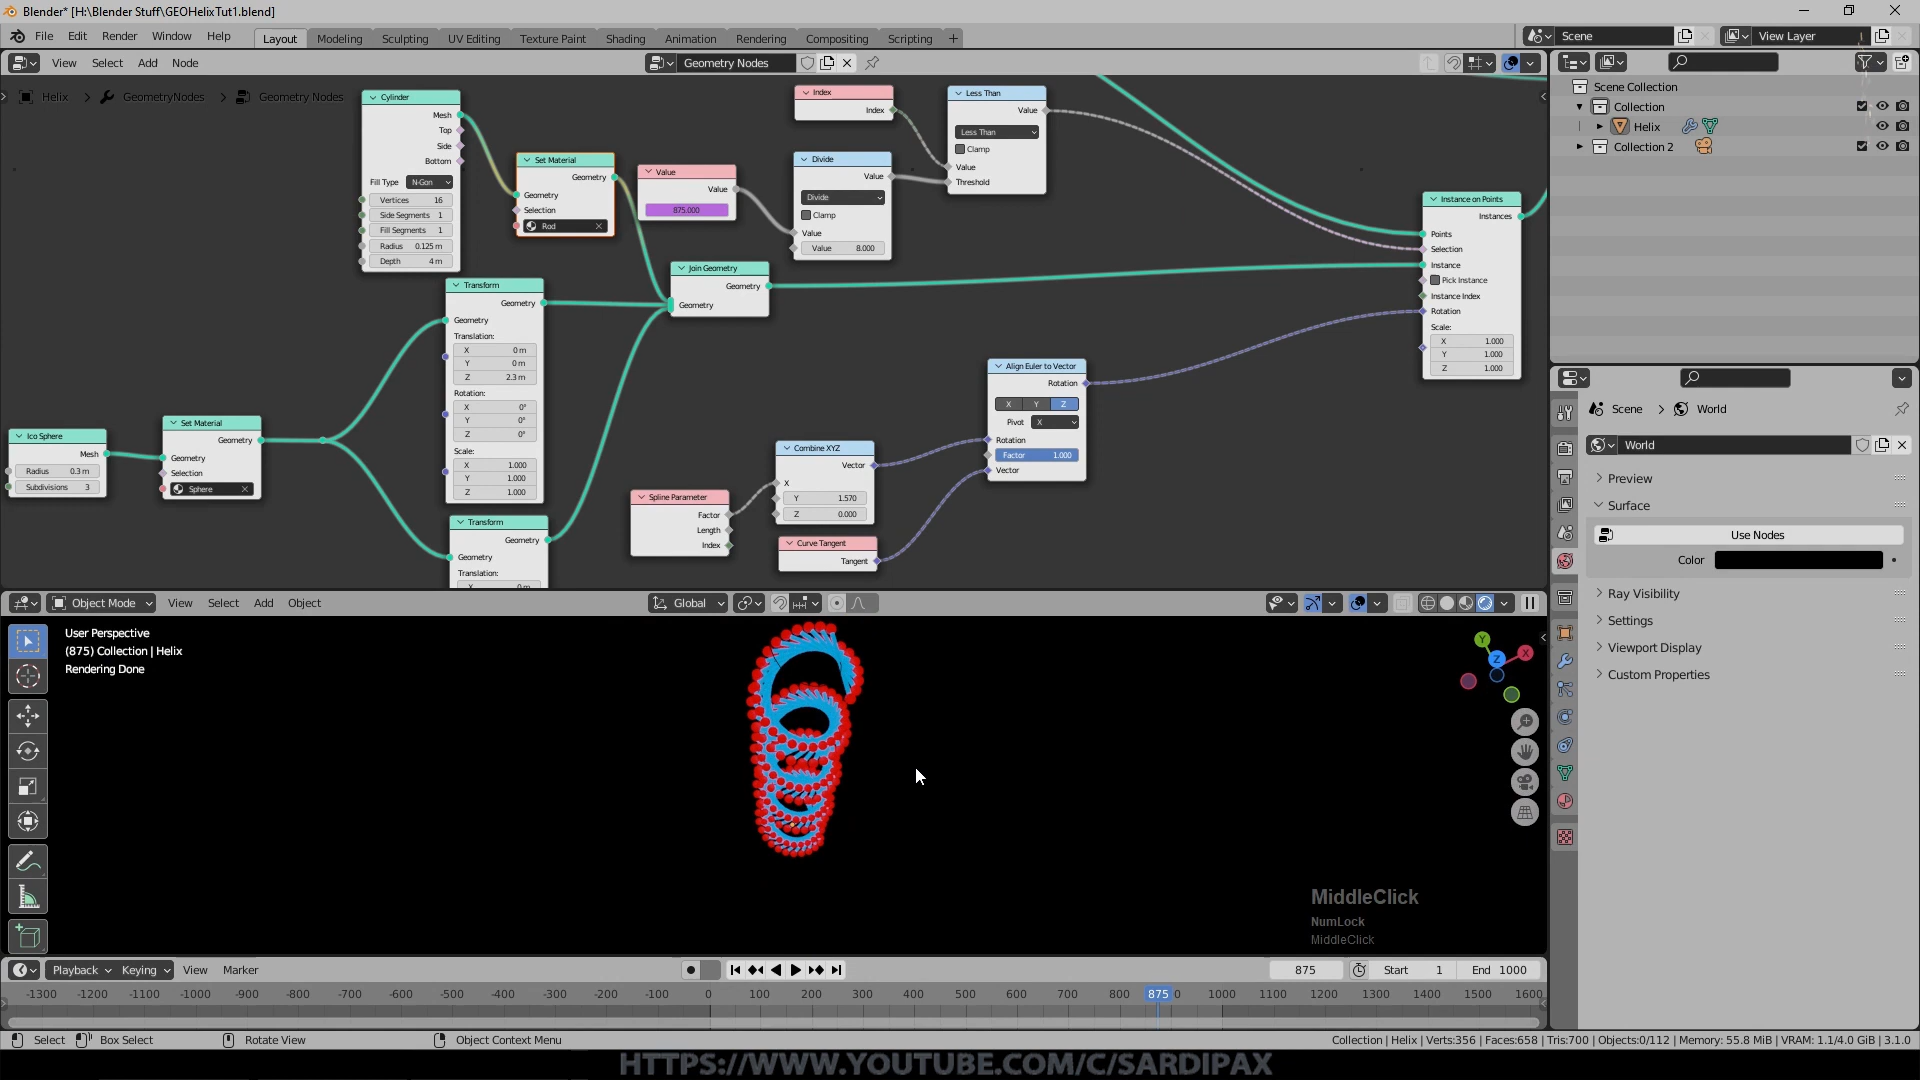 Blender* [H:\Blender Stuff\GEOHelixTut1.blend]
File Edit Render Window Help Layout Modeling Sculpting UV Editing Texture Paint Shading Animation Rendering Compositing Scripting + Scene View Layer
View Select Add Node Geometry Nodes
Helix > GeometryNodes > Geometry Nodes
Cylinder
Mesh
Top
Side
Bottom
Fill Type N-Gon
Vertices 16
Side Segments 1
Fill Segments 1
Radius 0.125 m
Depth 4 m
Set Material
Geometry
Geometry
Selection
Rod
Value
Value
875.000
Index
Index
Divide
Value
Divide
Clamp
Value
Value 8.000
Less Than
Value
Less Than
Clamp
Value
Threshold
Join Geometry
Geometry
Geometry
Transform
Geometry
Geometry
Translation:
X 0 m
Y 0 m
Z 2.3 m
Rotation:
X 0°
Y 0°
Z 0°
Scale:
X 1.000
Y 1.000
Z 1.000
Ico Sphere
Mesh
Radius 0.3 m
Subdivisions 3
Set Material
Geometry
Geometry
Selection
Sphere
Transform
Geometry
Geometry
Translation:
X 0 m
Spline Parameter
Factor
Length
Index
Combine XYZ
Vector
X
Y 1.570
Z 0.000
Curve Tangent
Tangent
Align Euler to Vector
Rotation
X Y Z
Pivot X
Rotation
Factor 1.000
Vector
Instance on Points
Instances
Points
Selection
Instance
Pick Instance
Instance Index
Rotation
Scale:
X 1.000
Y 1.000
Z 1.000
Scene Collection
Collection
Helix
Collection 2
Scene > World
World
Preview
Surface
Use Nodes
Color
Ray Visibility
Settings
Viewport Display
Custom Properties
Object Mode View Select Add Object Global
User Perspective
(875) Collection | Helix
Rendering Done
Y
Z X
MiddleClick
NumLock
MiddleClick
Playback Keying View Marker 875 Start 1 End 1000
-1300 -1200 -1100 -1000 -900 -800 -700 -600 -500 -400 -300 -200 -100 0 100 200 300 400 500 600 700 800 875 0 1000 1100 1200 1300 1400 1500 1600
Select Box Select Rotate View Object Context Menu Collection | Helix | Verts:356 | Faces:658 | Tris:700 | Objects:0/112 | Memory: 55.8 MiB | VRAM: 1.1/4.0 GiB | 3.1.0
HTTPS://WWW.YOUTUBE.COM/C/SARDIPAX